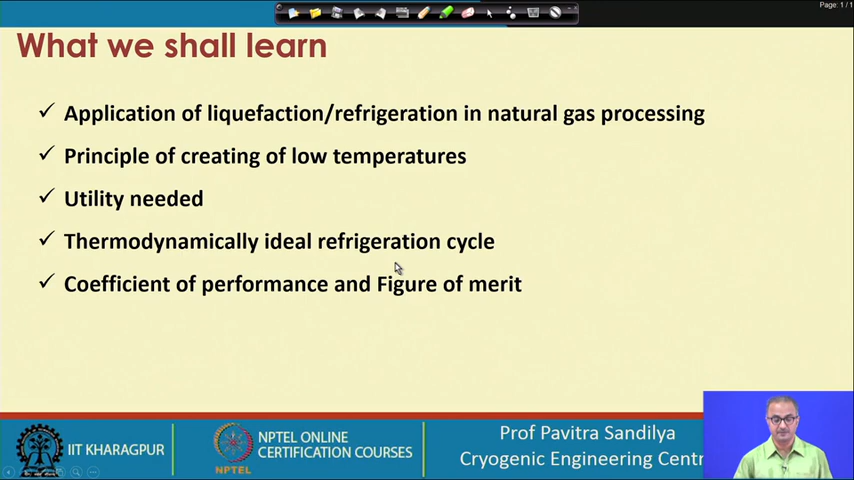 Page: 1 / 1
What we shall learn
✓ Application of liquefaction/refrigeration in natural gas processing
✓ Principle of creating of low temperatures
✓ Utility needed
✓ Thermodynamically ideal refrigeration cycle
✓ Coefficient of performance and Figure of merit
IIT KHARAGPUR
NPTEL
NPTEL ONLINE
CERTIFICATION COURSES
Prof Pavitra Sandilya
Cryogenic Engineering Centr